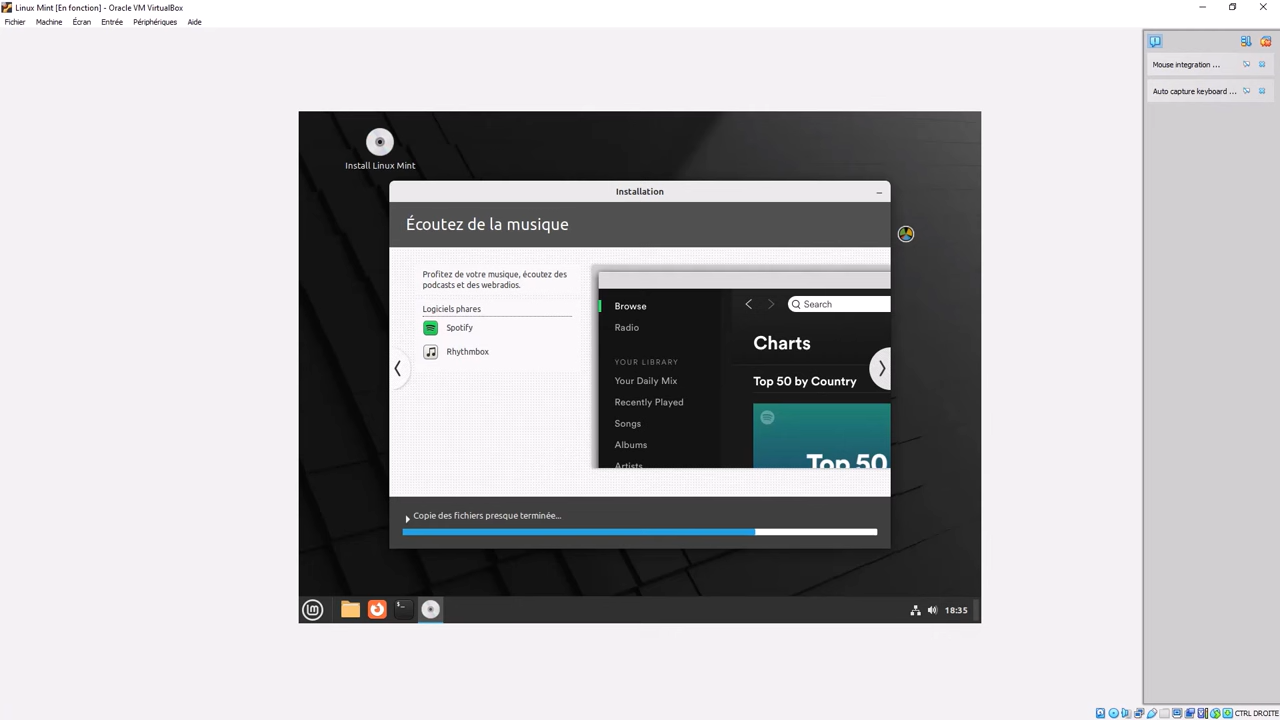 Linux Mint [En fonction] - Oracle VM VirtualBox
Fichier Machine Écran Entrée Périphériques Aide
Mouse integration ...
Auto capture keyboard ...
Install Linux Mint
Installation
Écoutez de la musique
Profitez de votre musique, écoutez des
podcasts et des webradios.
Logiciels phares
Spotify
Rhythmbox
Browse
Radio
YOUR LIBRARY
Your Daily Mix
Recently Played
Songs
Albums
Artists
Search
Charts
Top 50 by Country
Top 50
Copie des fichiers presque terminée...
18:35
CTRL DROITE